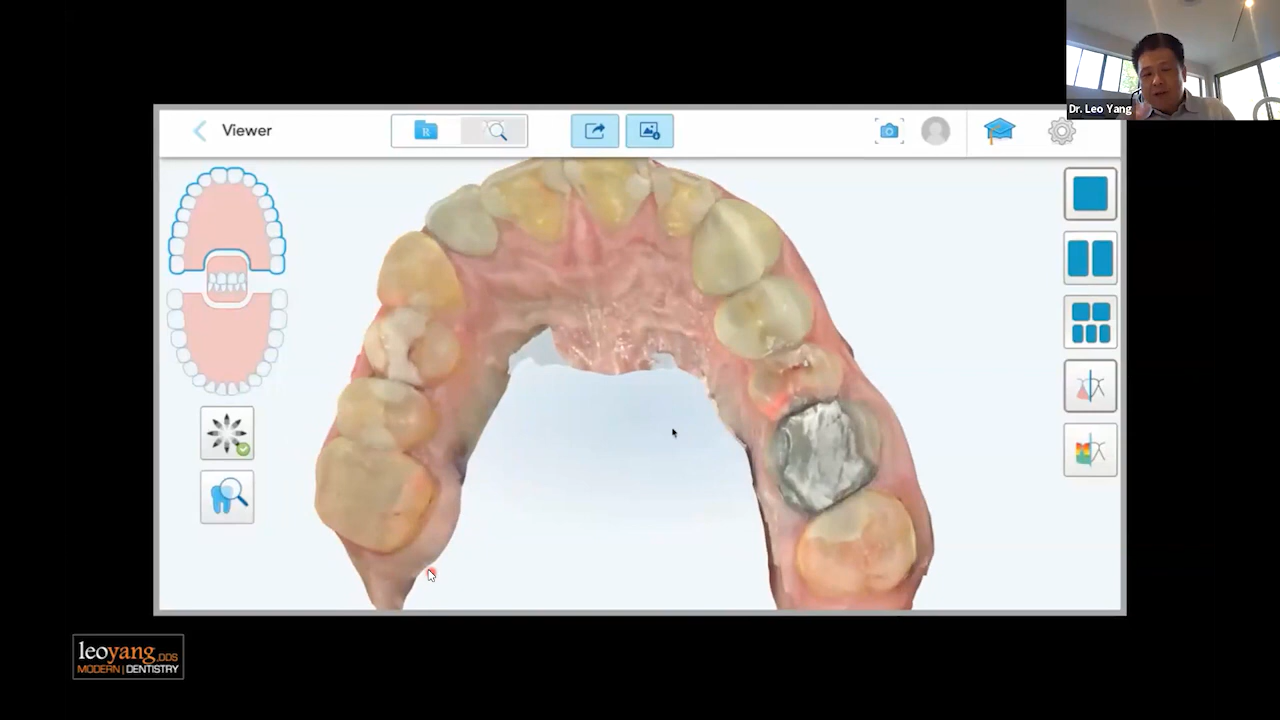 Dr. Leo Yang
Viewer
R
leoyang.DDS
MODERN | DENTISTRY